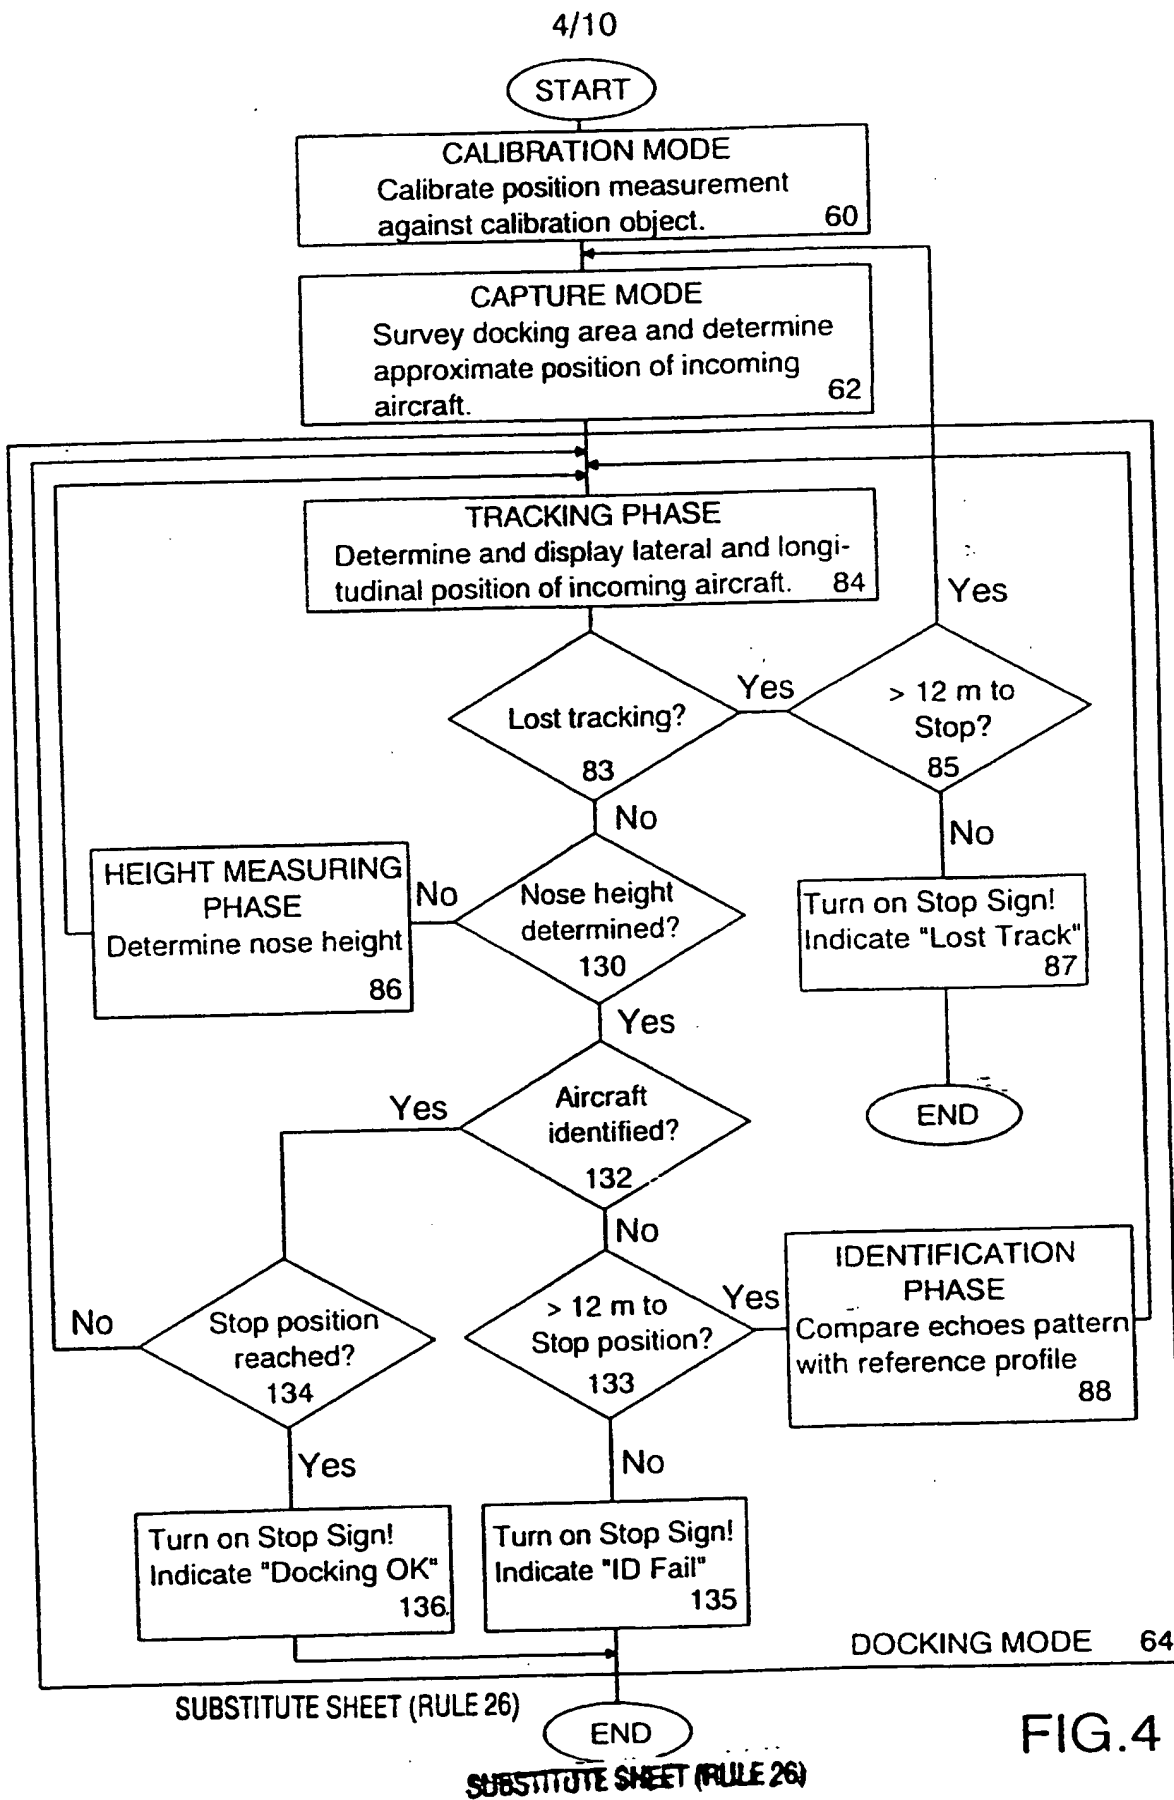 4/10
START
CALIBRATION MODE
Calibrate position measurement
against calibration object.
60
CAPTURE MODE
Survey docking area and determine
approximate position of incoming
aircraft.
62
TRACKING PHASE
Determine and display lateral and longi-
tudinal position of incoming aircraft. 84
Yes
Lost tracking?
83
Yes
> 12 m to
Stop?
85
No
No
HEIGHT MEASURING
PHASE
Determine nose height
86
No
Nose height
determined?
130
Turn on Stop Sign!
Indicate "Lost Track"
87
Yes
END
Yes
Aircraft
identified?
132
No
No
Stop position
reached?
134
> 12 m to
Stop position?
133
Yes
IDENTIFICATION
PHASE
Compare echoes pattern
with reference profile
88
Yes
No
Turn on Stop Sign!
Indicate "Docking OK"
136
Turn on Stop Sign!
Indicate "ID Fail"
135
DOCKING MODE 64
SUBSTITUTE SHEET (RULE 26)
END
FIG.4
SUBSTITUTE SHEET (RULE 26)